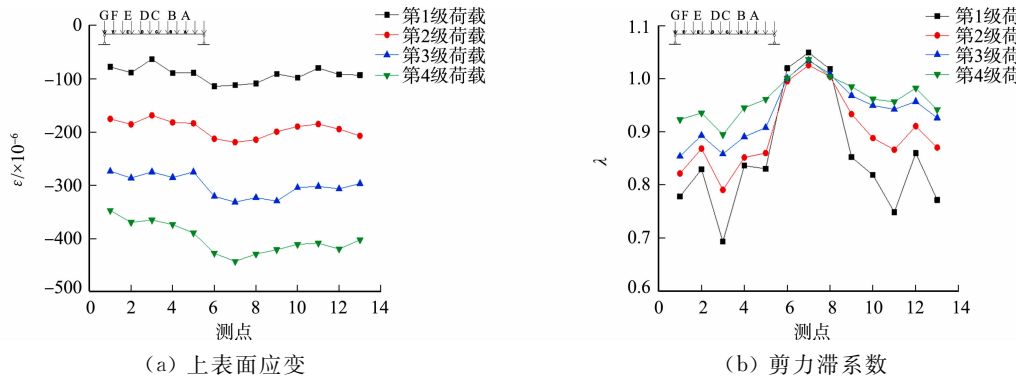 GF E DC B A
第1级荷载
第2级荷载
第3级荷载
第4级荷载
0
-100
-200
-300
-400
-500
ε/×10⁻⁶
0 2 4 6 8 10 12 14
测点
(a) 上表面应变
GF E DC B A
第1级荷
第2级荷
第3级荷
第4级荷
1.1
1.0
0.9
0.8
0.7
0.6
λ
0 2 4 6 8 10 12 14
测点
(b) 剪力滞系数